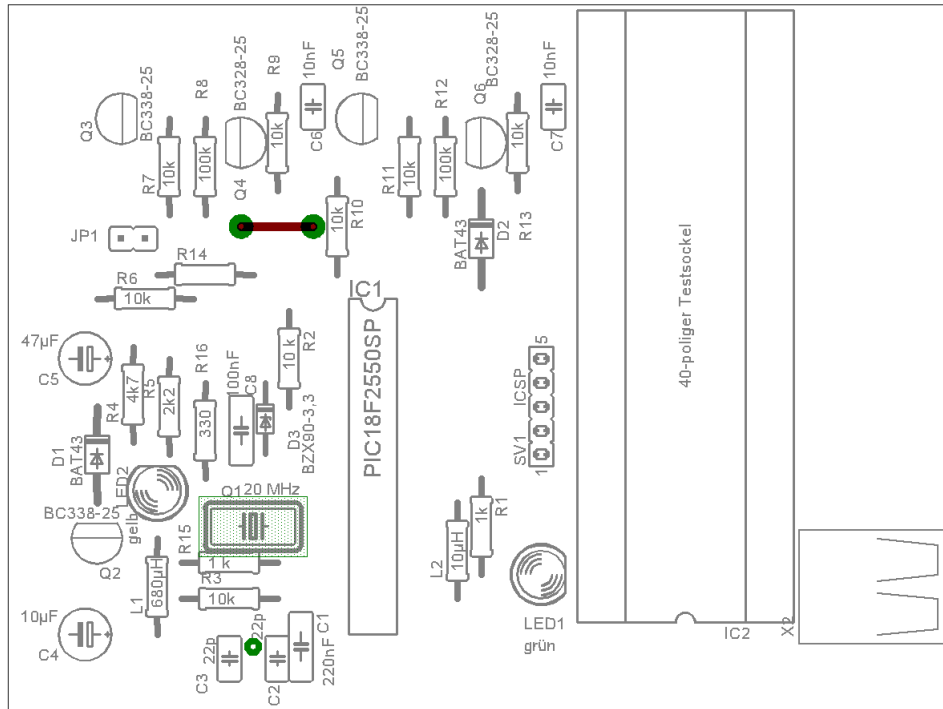 Q3
BC338-25
R7
10k
R8
100k
Q4
BC328-25
R9
10k
10nF
C6
Q5
BC338-25
R10
10k
R11
10k
R12
100k
Q6
BC328-25
10k
R13
10nF
C7
BAT43
D2
JP1
R14
R6
10k
IC1
PIC18F2550SP
47µF
C5
+
R4
4k7
R5
2k2
R16
330
100nF
C8
R2
10 k
D3
BZX90-3,3
D1
BAT43
LED2
gelb
Q1
20 MHz
BC338-25
Q2
R15
1 k
R3
10k
L1
680µH
10µF
C4
+
C3
22p
22p
C2
C1
220nF
L2
10µH
R1
1k
LED1
grün
SV1
ICSP
1
5
40-poliger Testsockel
IC2
X2